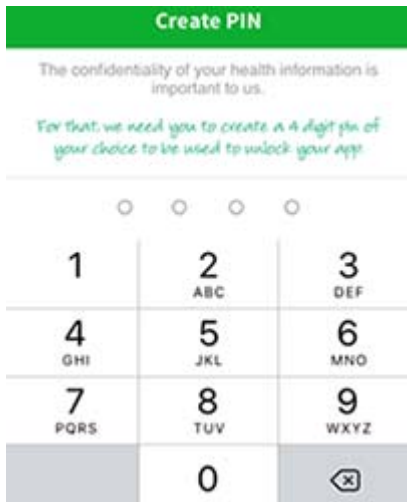 Create PIN
The confidentiality of your health information is
important to us.
For that, we need you to create a 4 digit pin of
your choice to be used to unlock your app
1 2 3
ABC DEF
4 5 6
GHI JKL MNO
7 8 9
PQRS TUV WXYZ
0